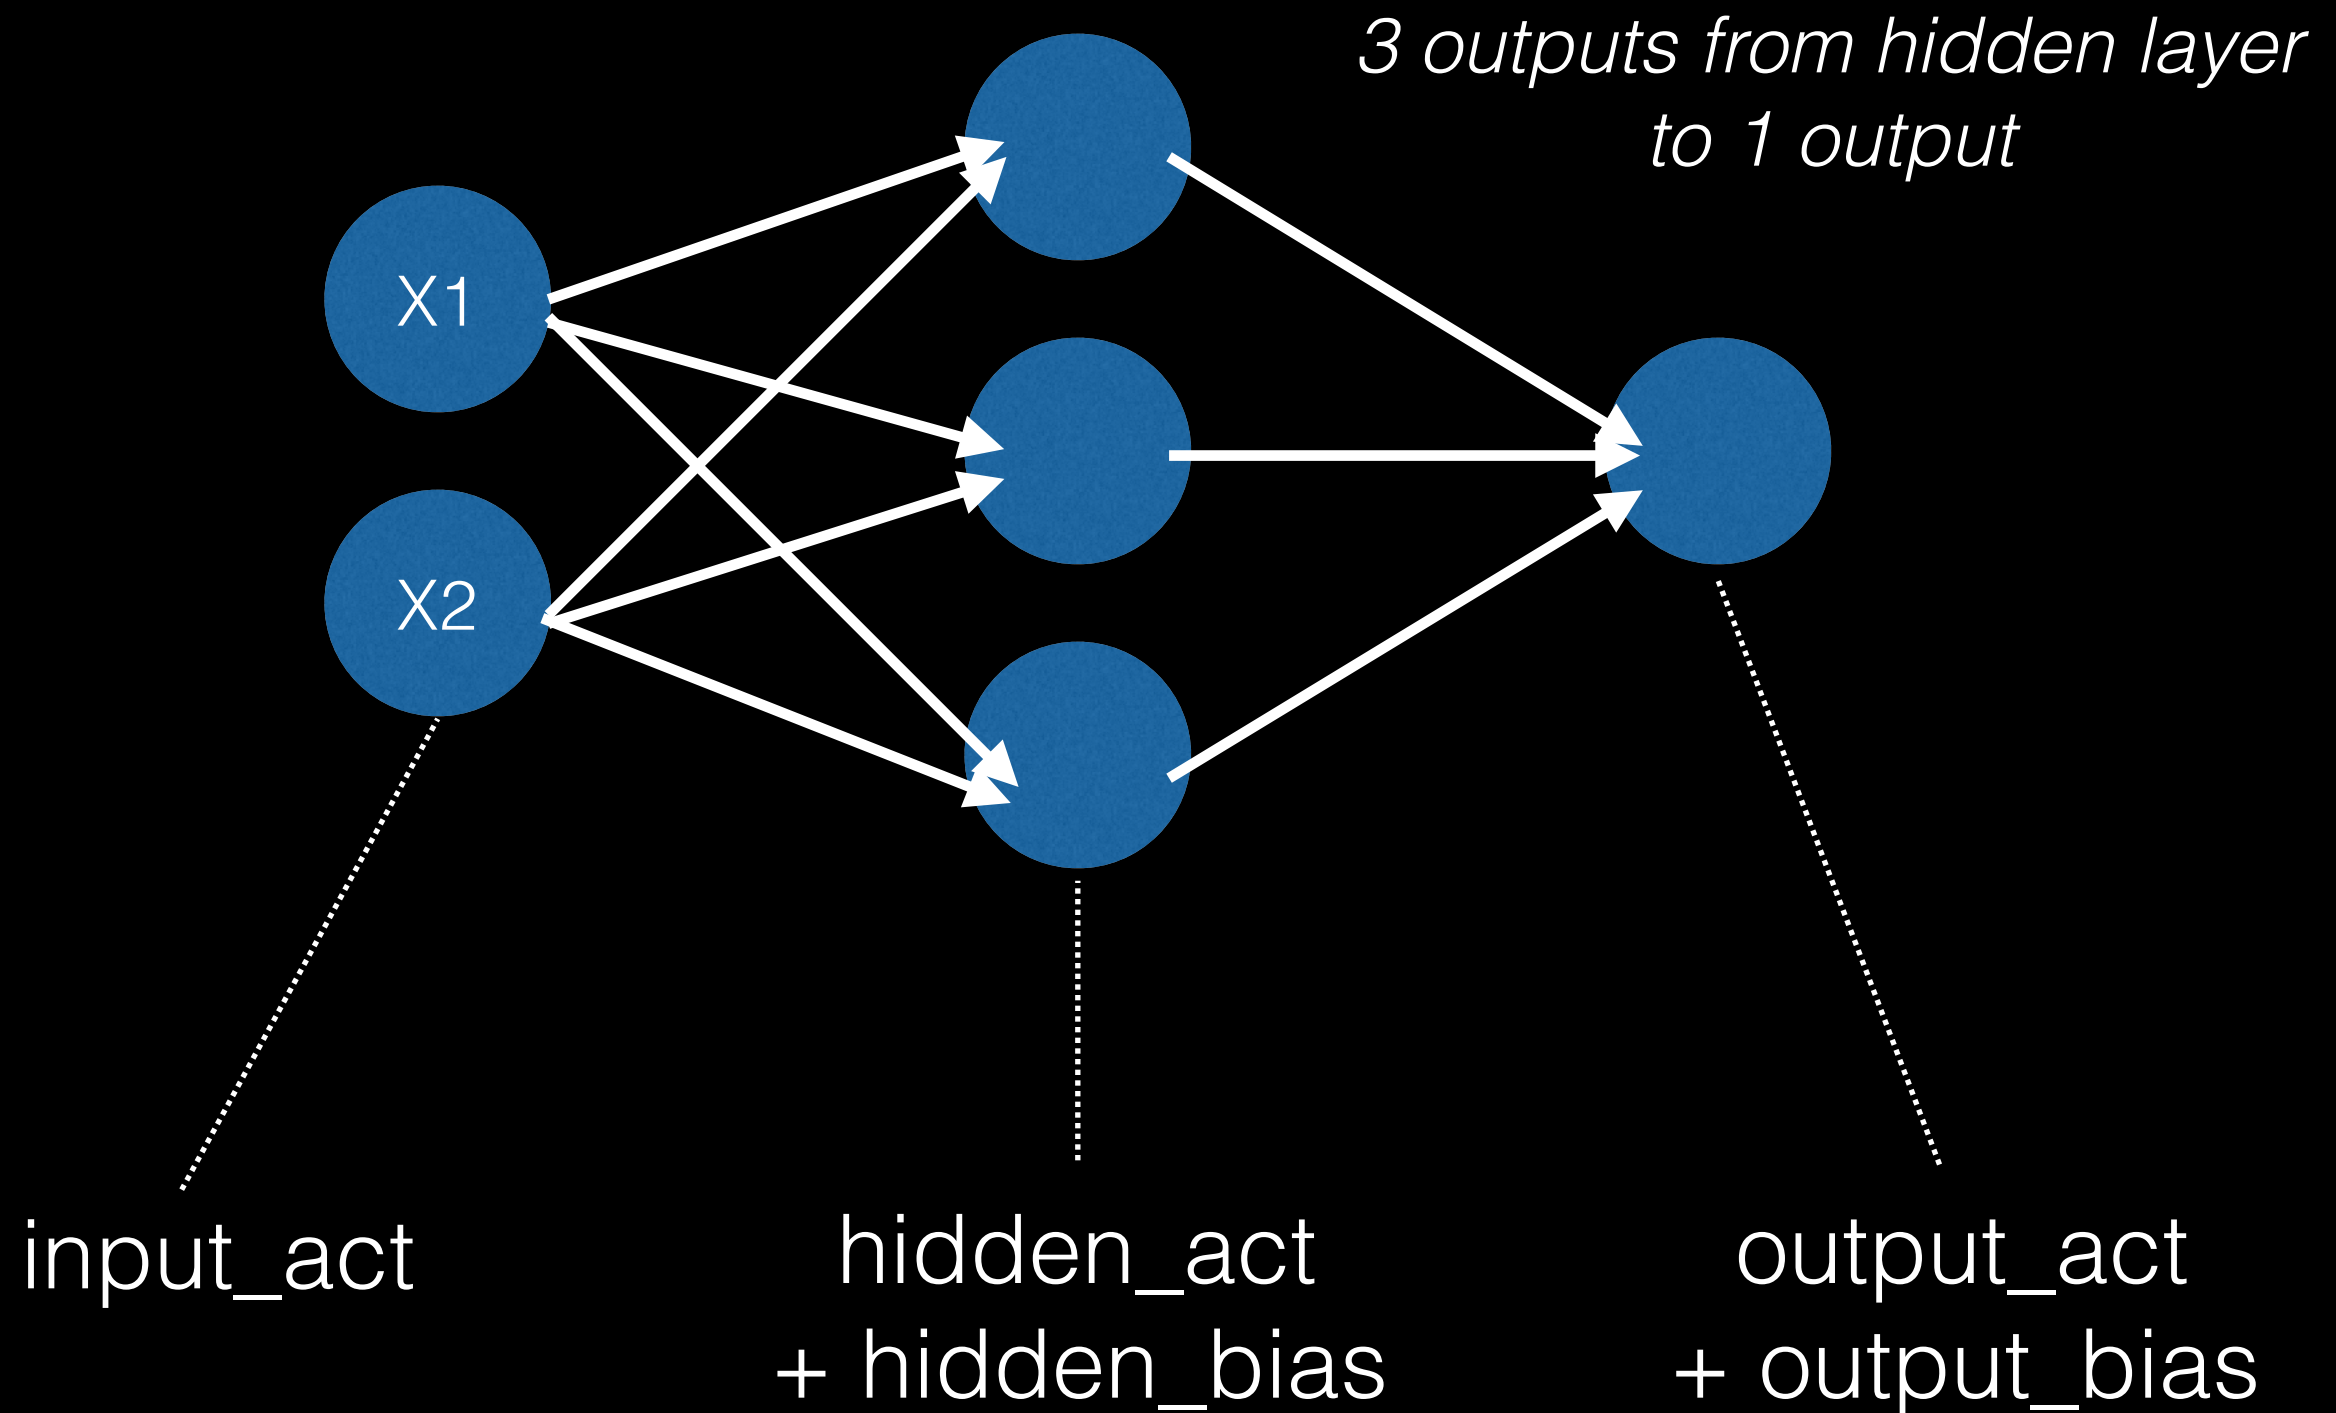 3 outputs from hidden layer
to 1 output
X1
X2
input_act
hidden_act
+ hidden_bias
output_act
+ output_bias